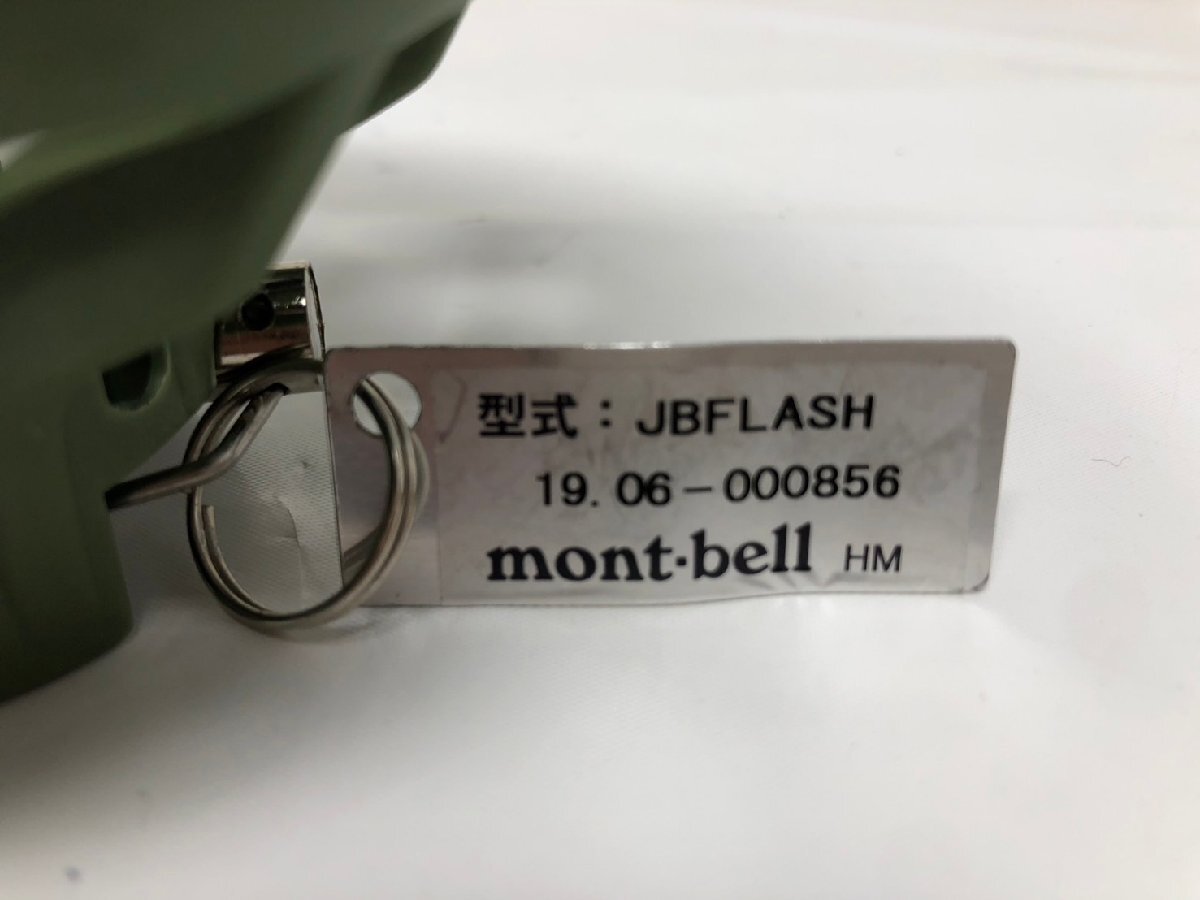 型式：JBFLASH
19.06-000856
mont·bell HM